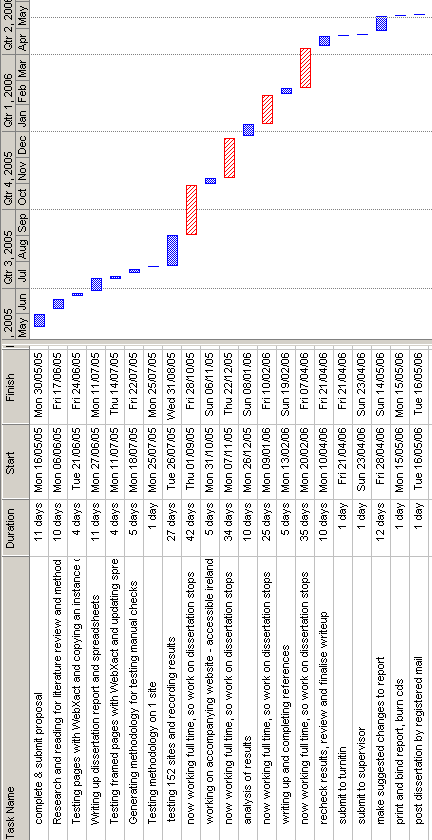 Task Name Duration Start Finish 2005 Qtr 3, 2005 Qtr 4, 2005 Qtr 1, 2006 Qtr 2, 2006
May Jun Jul Aug Sep Oct Nov Dec Jan Feb Mar Apr May
complete & submit proposal 11 days Mon 16/05/05 Mon 30/05/05
Research and reading for literature review and method 10 days Mon 06/06/05 Fri 17/06/05
Testing pages with WebXact and copying an instance 4 days Tue 21/06/05 Fri 24/06/05
Writing up dissertation report and spreadsheets 11 days Mon 27/06/05 Mon 11/07/05
Testing framed pages with WebXact and updating spre 4 days Mon 11/07/05 Thu 14/07/05
Generating methodology for testing manual checks 5 days Mon 18/07/05 Fri 22/07/05
Testing methodology on 1 site 1 day Mon 25/07/05 Mon 25/07/05
testing 152 sites and recording results 27 days Tue 26/07/05 Wed 31/08/05
now working full time, so work on dissertation stops 42 days Thu 01/09/05 Fri 28/10/05
working on accompanying website - accessible ireland 5 days Mon 31/10/05 Sun 06/11/05
now working full time, so work on dissertation stops 34 days Mon 07/11/05 Thu 22/12/05
analysis of results 10 days Mon 26/12/05 Sun 08/01/06
now working full time, so work on dissertation stops 25 days Mon 09/01/06 Fri 10/02/06
writing up and completing references 5 days Mon 13/02/06 Sun 19/02/06
now working full time, so work on dissertation stops 35 days Mon 20/02/06 Fri 07/04/06
recheck results, review and finalise writeup 10 days Mon 10/04/06 Fri 21/04/06
submit to turnitin 1 day Fri 21/04/06 Fri 21/04/06
submit to supervisor 1 day Sun 23/04/06 Sun 23/04/06
make suggested changes to report 12 days Fri 28/04/06 Sun 14/05/06
print and bind report, burn cds 1 day Mon 15/05/06 Mon 15/05/06
post dissertation by registered mail 1 day Tue 16/05/06 Tue 16/05/06